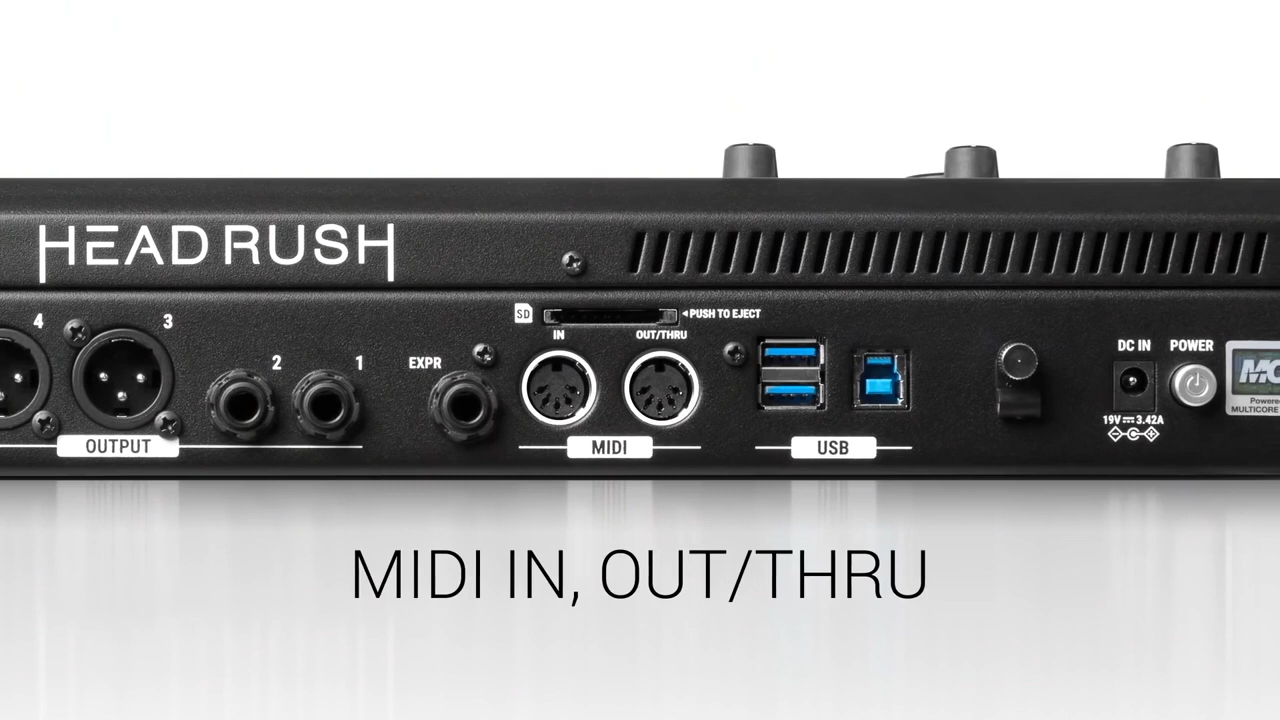 HEADRUSH
SD
◄PUSH TO EJECT
IN
OUT/THRU
4
3
2
1
EXPR
DC IN
POWER
19V⎓3.42A
OUTPUT
MIDI
USB
Powere
MULTICORE
MIDI IN, OUT/THRU